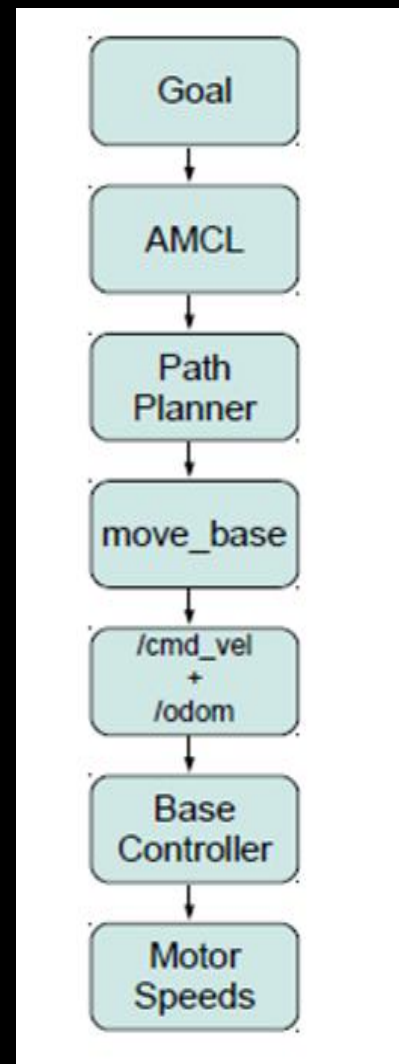 Goal
AMCL
Path
Planner
move_base
/cmd_vel
+
/odom
Base
Controller
Motor
Speeds